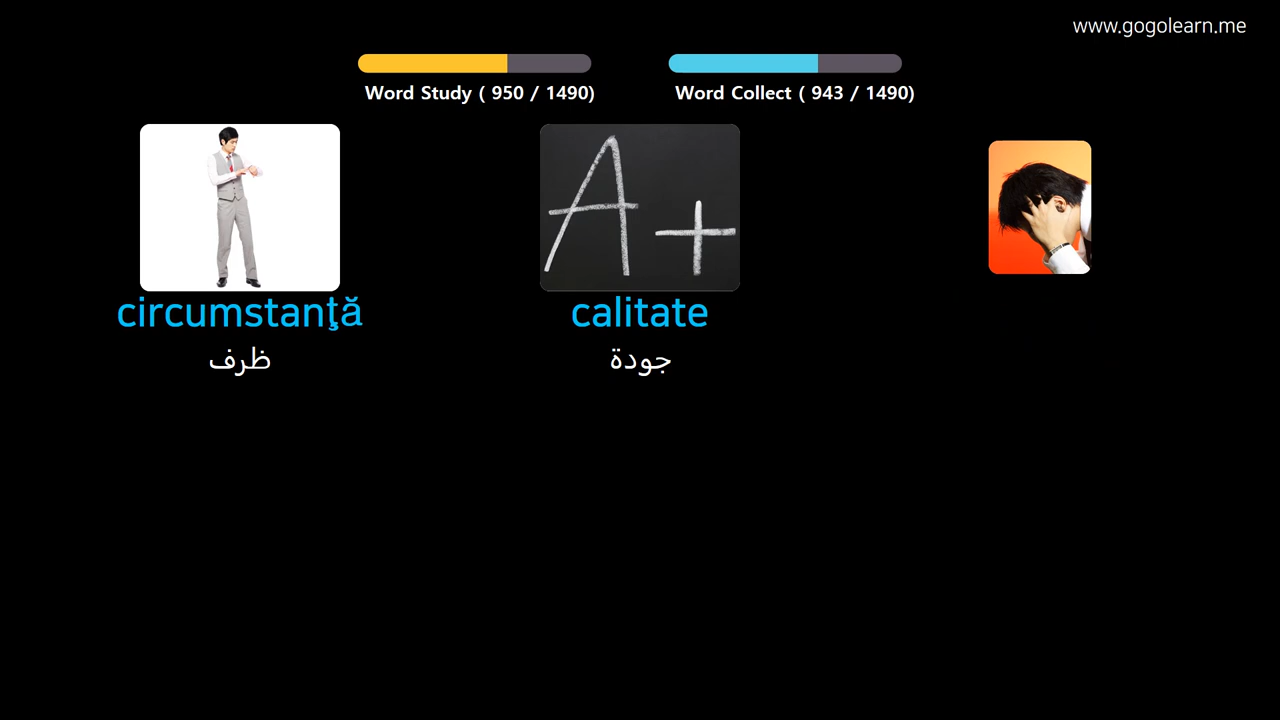 www.gogolearn.me
Word Study ( 950 / 1490)
Word Collect ( 943 / 1490)
A+
circumstanţă
ظرف
calitate
جودة